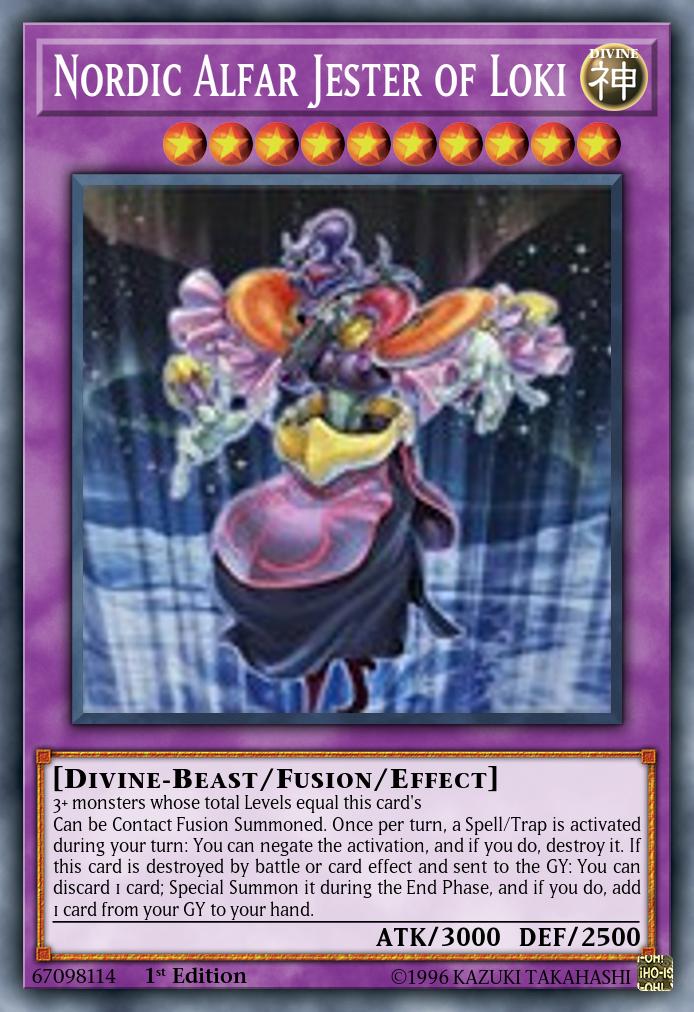 Nordic Alfar Jester of Loki
DIVINE
神
[Divine-Beast/Fusion/Effect]
3+ monsters whose total Levels equal this card's
Can be Contact Fusion Summoned. Once per turn, a Spell/Trap is activated
during your turn: You can negate the activation, and if you do, destroy it. If
this card is destroyed by battle or card effect and sent to the GY: You can
discard 1 card; Special Summon it during the End Phase, and if you do, add
1 card from your GY to your hand.
ATK/3000 DEF/2500
67098114 1st Edition ©1996 KAZUKI TAKAHASHI